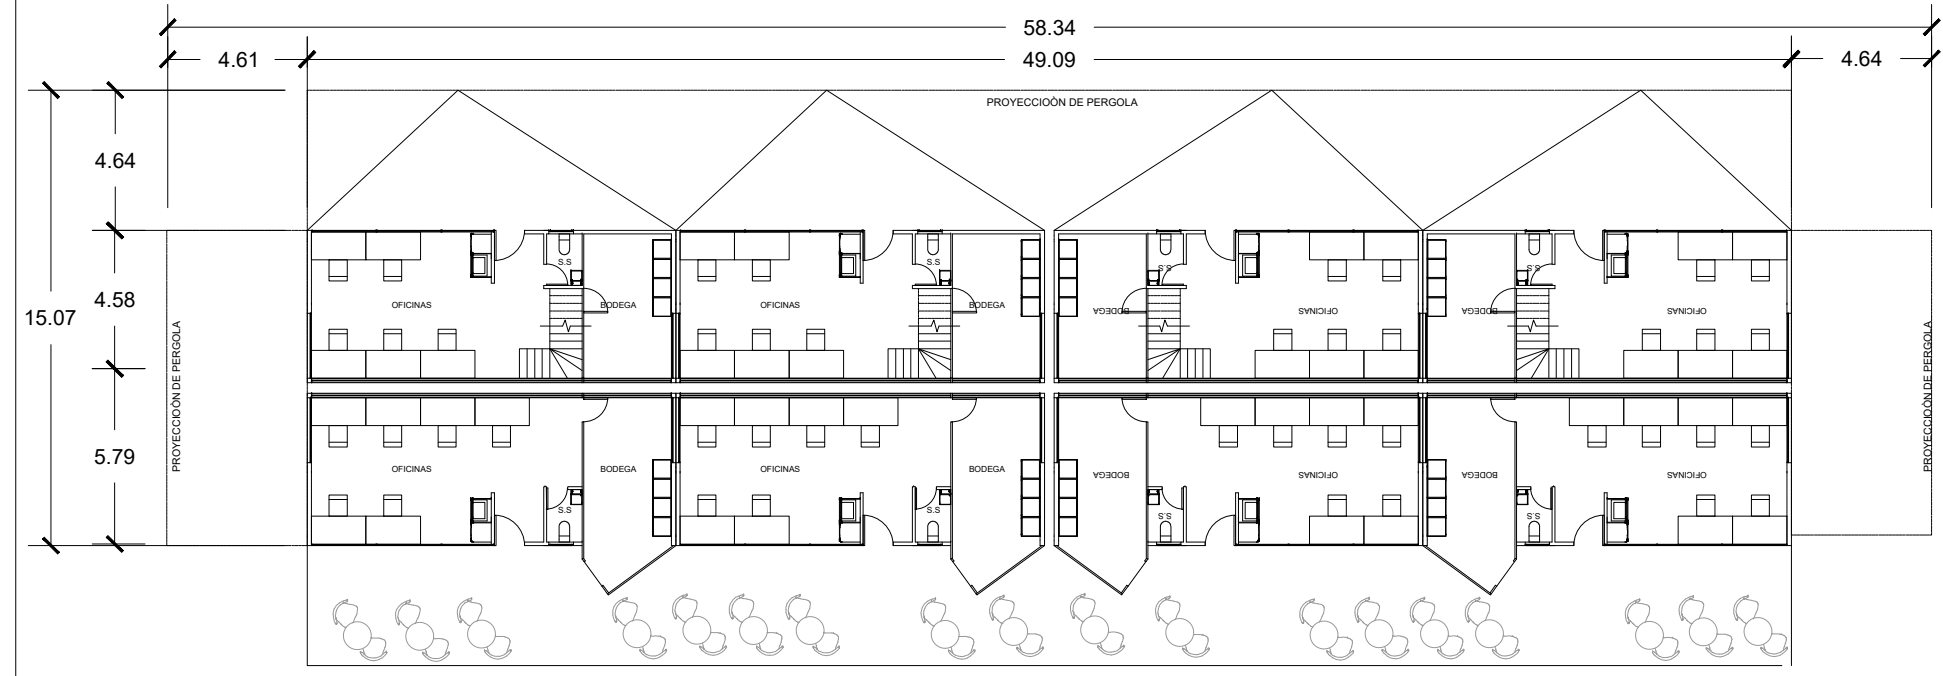 58.34
4.61
49.09
4.64
PROYECCIOÒN DE PERGOLA
4.64
4.58
15.07
5.79
PROYECCIOÒN DE PERGOLA
S.S
S.S
S.S
S.S
OFICINAS
BODEGA
OFICINAS
BODEGA
BODEGA
OFICINAS
BODEGA
OFICINAS
PROYECCIOÒN DE PERGOLA
OFICINAS
BODEGA
OFICINAS
BODEGA
BODEGA
OFICINAS
BODEGA
OFICINAS
S.S
S.S
S.S
S.S